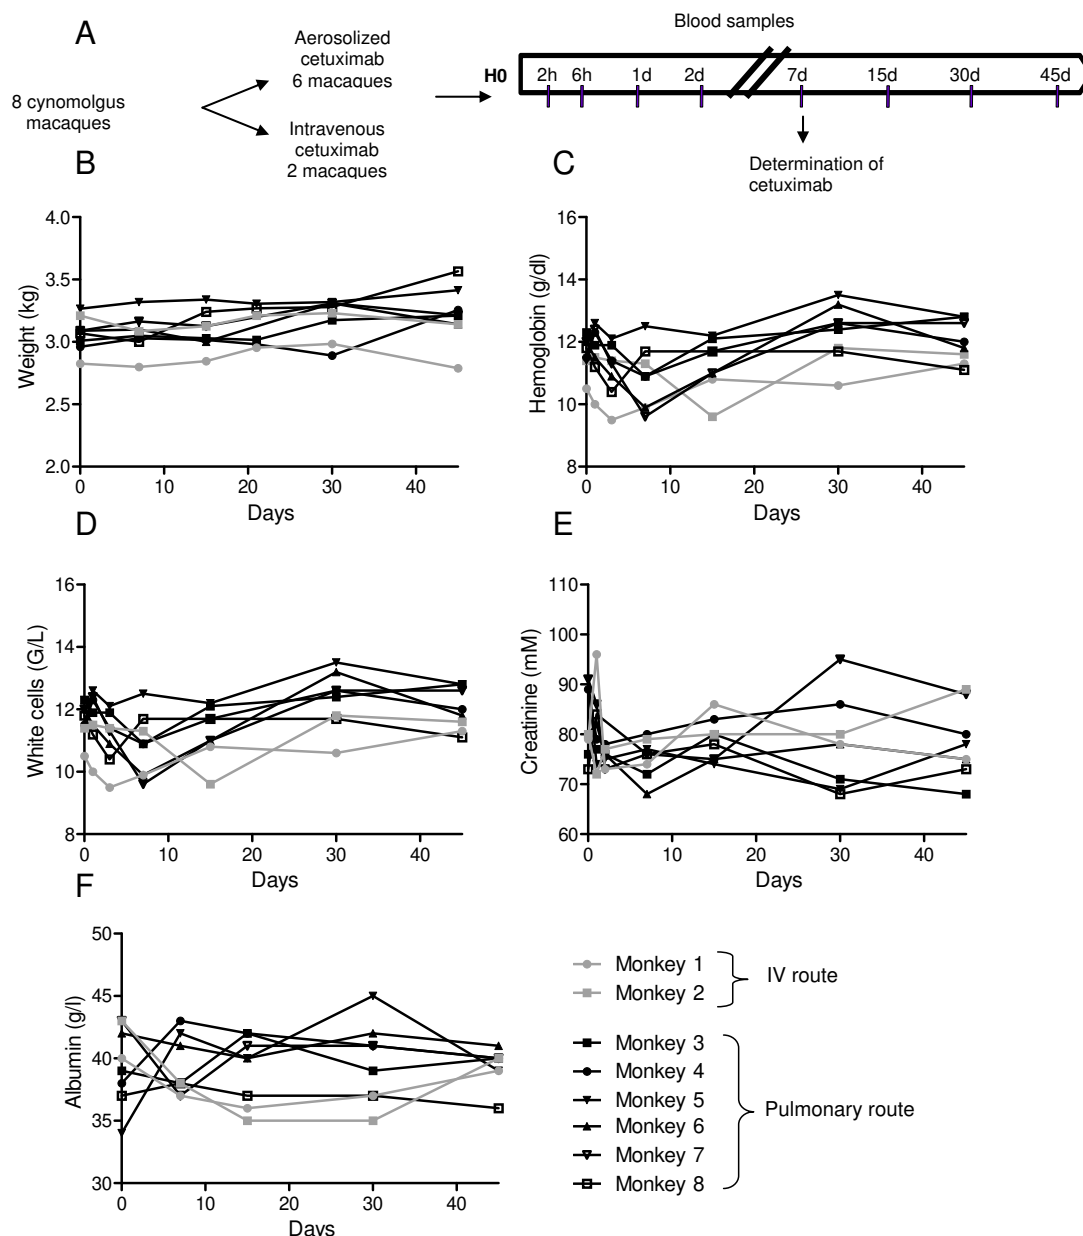 A
Blood samples
Aerosolized
cetuximab
6 macaques
8 cynomolgus
macaques
Intravenous
cetuximab
2 macaques
H0
2h 6h 1d 2d 7d 15d 30d 45d
Determination of
cetuximab
B
4.0
3.5
3.0
2.5
2.0
Weight (kg)
0 10 20 30 40
Days
C
16
14
12
10
8
Hemoglobin (g/dl)
0 10 20 30 40
Days
D
16
14
12
10
8
White cells (G/L)
0 10 20 30 40
Days
E
110
100
90
80
70
60
Creatinine (mM)
0 10 20 30 40
Days
F
50
45
40
35
30
Albumin (g/l)
0 10 20 30 40
Days
Monkey 1
Monkey 2
IV route
Monkey 3
Monkey 4
Monkey 5
Monkey 6
Monkey 7
Monkey 8
Pulmonary route